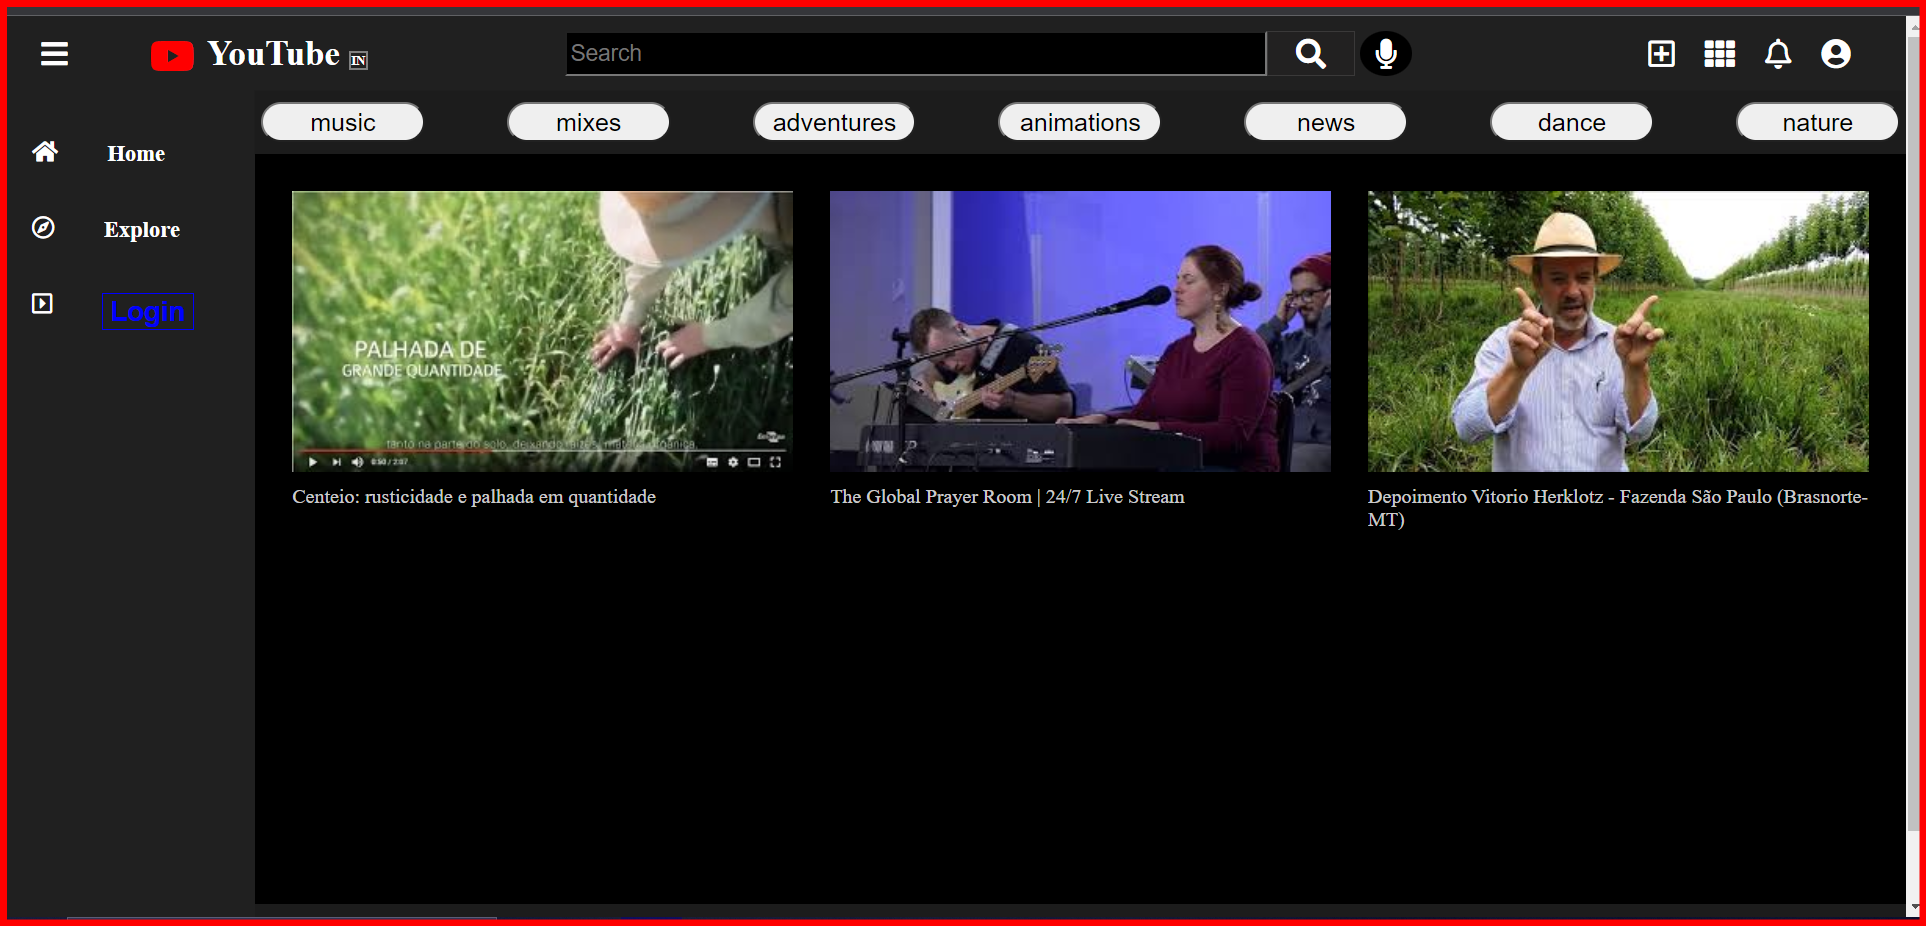 YouTube IN
Search
music
mixes
adventures
animations
news
dance
nature
Home
Explore
Login
PALHADA DE
GRANDE QUANTIDADE
tanto na parte do solo, deixando raízes, matéria orgânica,
0:50 / 2:07
Centeio: rusticidade e palhada em quantidade
The Global Prayer Room | 24/7 Live Stream
Depoimento Vitorio Herklotz - Fazenda São Paulo (Brasnorte-
MT)